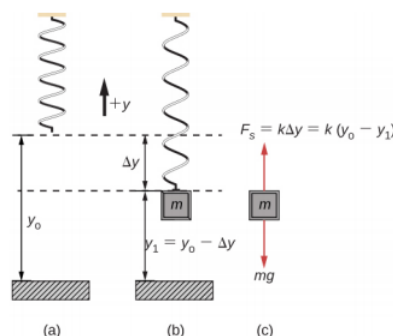 +y
F_s = kΔy = k (y_o − y_1)
Δy
m
m
y_o
y_1 = y_o − Δy
mg
(a)
(b)
(c)